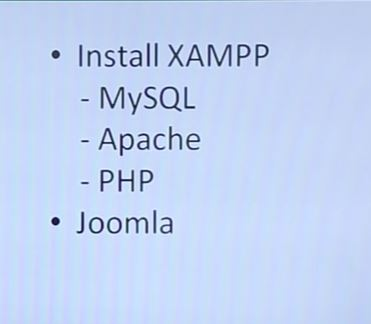 • Install XAMPP
- MySQL
- Apache
- PHP
• Joomla